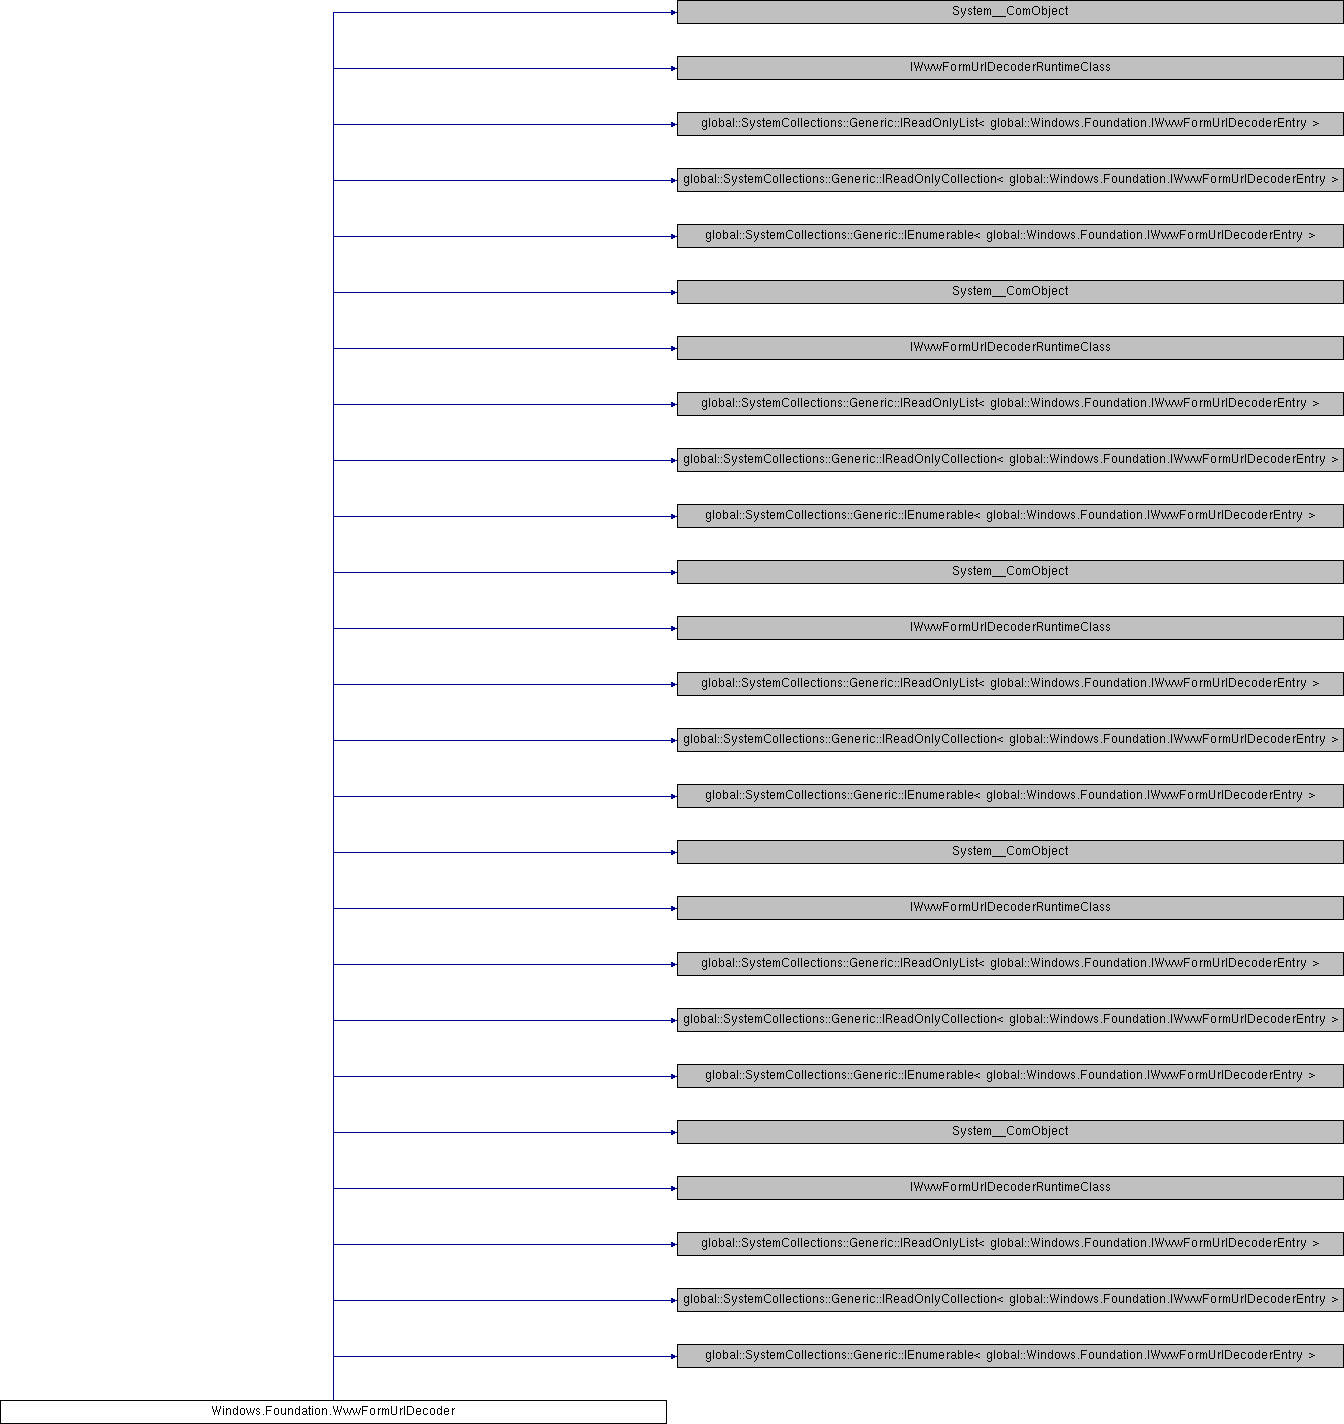 System__ComObject
IWwwFormUrlDecoderRuntimeClass
global::SystemCollections::Generic::IReadOnlyList< global::Windows.Foundation.IWwwFormUrlDecoderEntry >
global::SystemCollections::Generic::IReadOnlyCollection< global::Windows.Foundation.IWwwFormUrlDecoderEntry >
global::SystemCollections::Generic::IEnumerable< global::Windows.Foundation.IWwwFormUrlDecoderEntry >
System__ComObject
IWwwFormUrlDecoderRuntimeClass
global::SystemCollections::Generic::IReadOnlyList< global::Windows.Foundation.IWwwFormUrlDecoderEntry >
global::SystemCollections::Generic::IReadOnlyCollection< global::Windows.Foundation.IWwwFormUrlDecoderEntry >
global::SystemCollections::Generic::IEnumerable< global::Windows.Foundation.IWwwFormUrlDecoderEntry >
System__ComObject
IWwwFormUrlDecoderRuntimeClass
global::SystemCollections::Generic::IReadOnlyList< global::Windows.Foundation.IWwwFormUrlDecoderEntry >
global::SystemCollections::Generic::IReadOnlyCollection< global::Windows.Foundation.IWwwFormUrlDecoderEntry >
global::SystemCollections::Generic::IEnumerable< global::Windows.Foundation.IWwwFormUrlDecoderEntry >
System__ComObject
IWwwFormUrlDecoderRuntimeClass
global::SystemCollections::Generic::IReadOnlyList< global::Windows.Foundation.IWwwFormUrlDecoderEntry >
global::SystemCollections::Generic::IReadOnlyCollection< global::Windows.Foundation.IWwwFormUrlDecoderEntry >
global::SystemCollections::Generic::IEnumerable< global::Windows.Foundation.IWwwFormUrlDecoderEntry >
System__ComObject
IWwwFormUrlDecoderRuntimeClass
global::SystemCollections::Generic::IReadOnlyList< global::Windows.Foundation.IWwwFormUrlDecoderEntry >
global::SystemCollections::Generic::IReadOnlyCollection< global::Windows.Foundation.IWwwFormUrlDecoderEntry >
global::SystemCollections::Generic::IEnumerable< global::Windows.Foundation.IWwwFormUrlDecoderEntry >
Windows.Foundation.WwwFormUrlDecoder